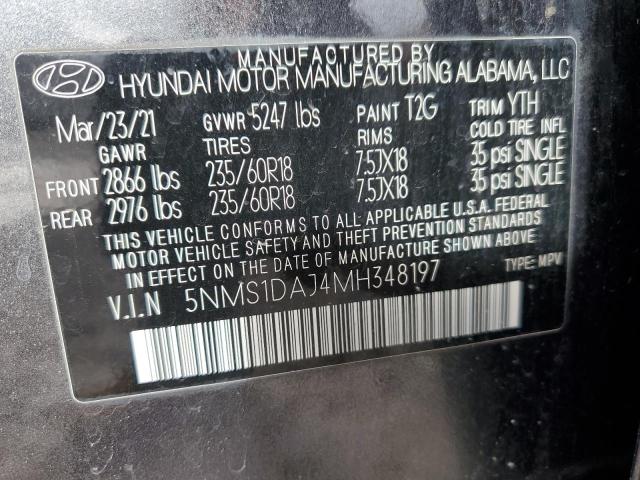 MANUFACTURED BY
HYUNDAI MOTOR MANUFACTURING ALABAMA, LLC
Mar/23/21 GVWR 5247 lbs PAINT T2G TRIM YTH
GAWR TIRES RIMS COLD TIRE INFL
FRONT 2866 lbs 235/60R18 7.5JX18 35 psi SINGLE
REAR 2976 lbs 235/60R18 7.5JX18 35 psi SINGLE
THIS VEHICLE CONFORMS TO ALL APPLICABLE U.S.A. FEDERAL
MOTOR VEHICLE SAFETY AND THEFT PREVENTION STANDARDS
IN EFFECT ON THE DATE OF MANUFACTURE SHOWN ABOVE.
V.I.N 5NMS1DAJ4MH348197 TYPE: MPV